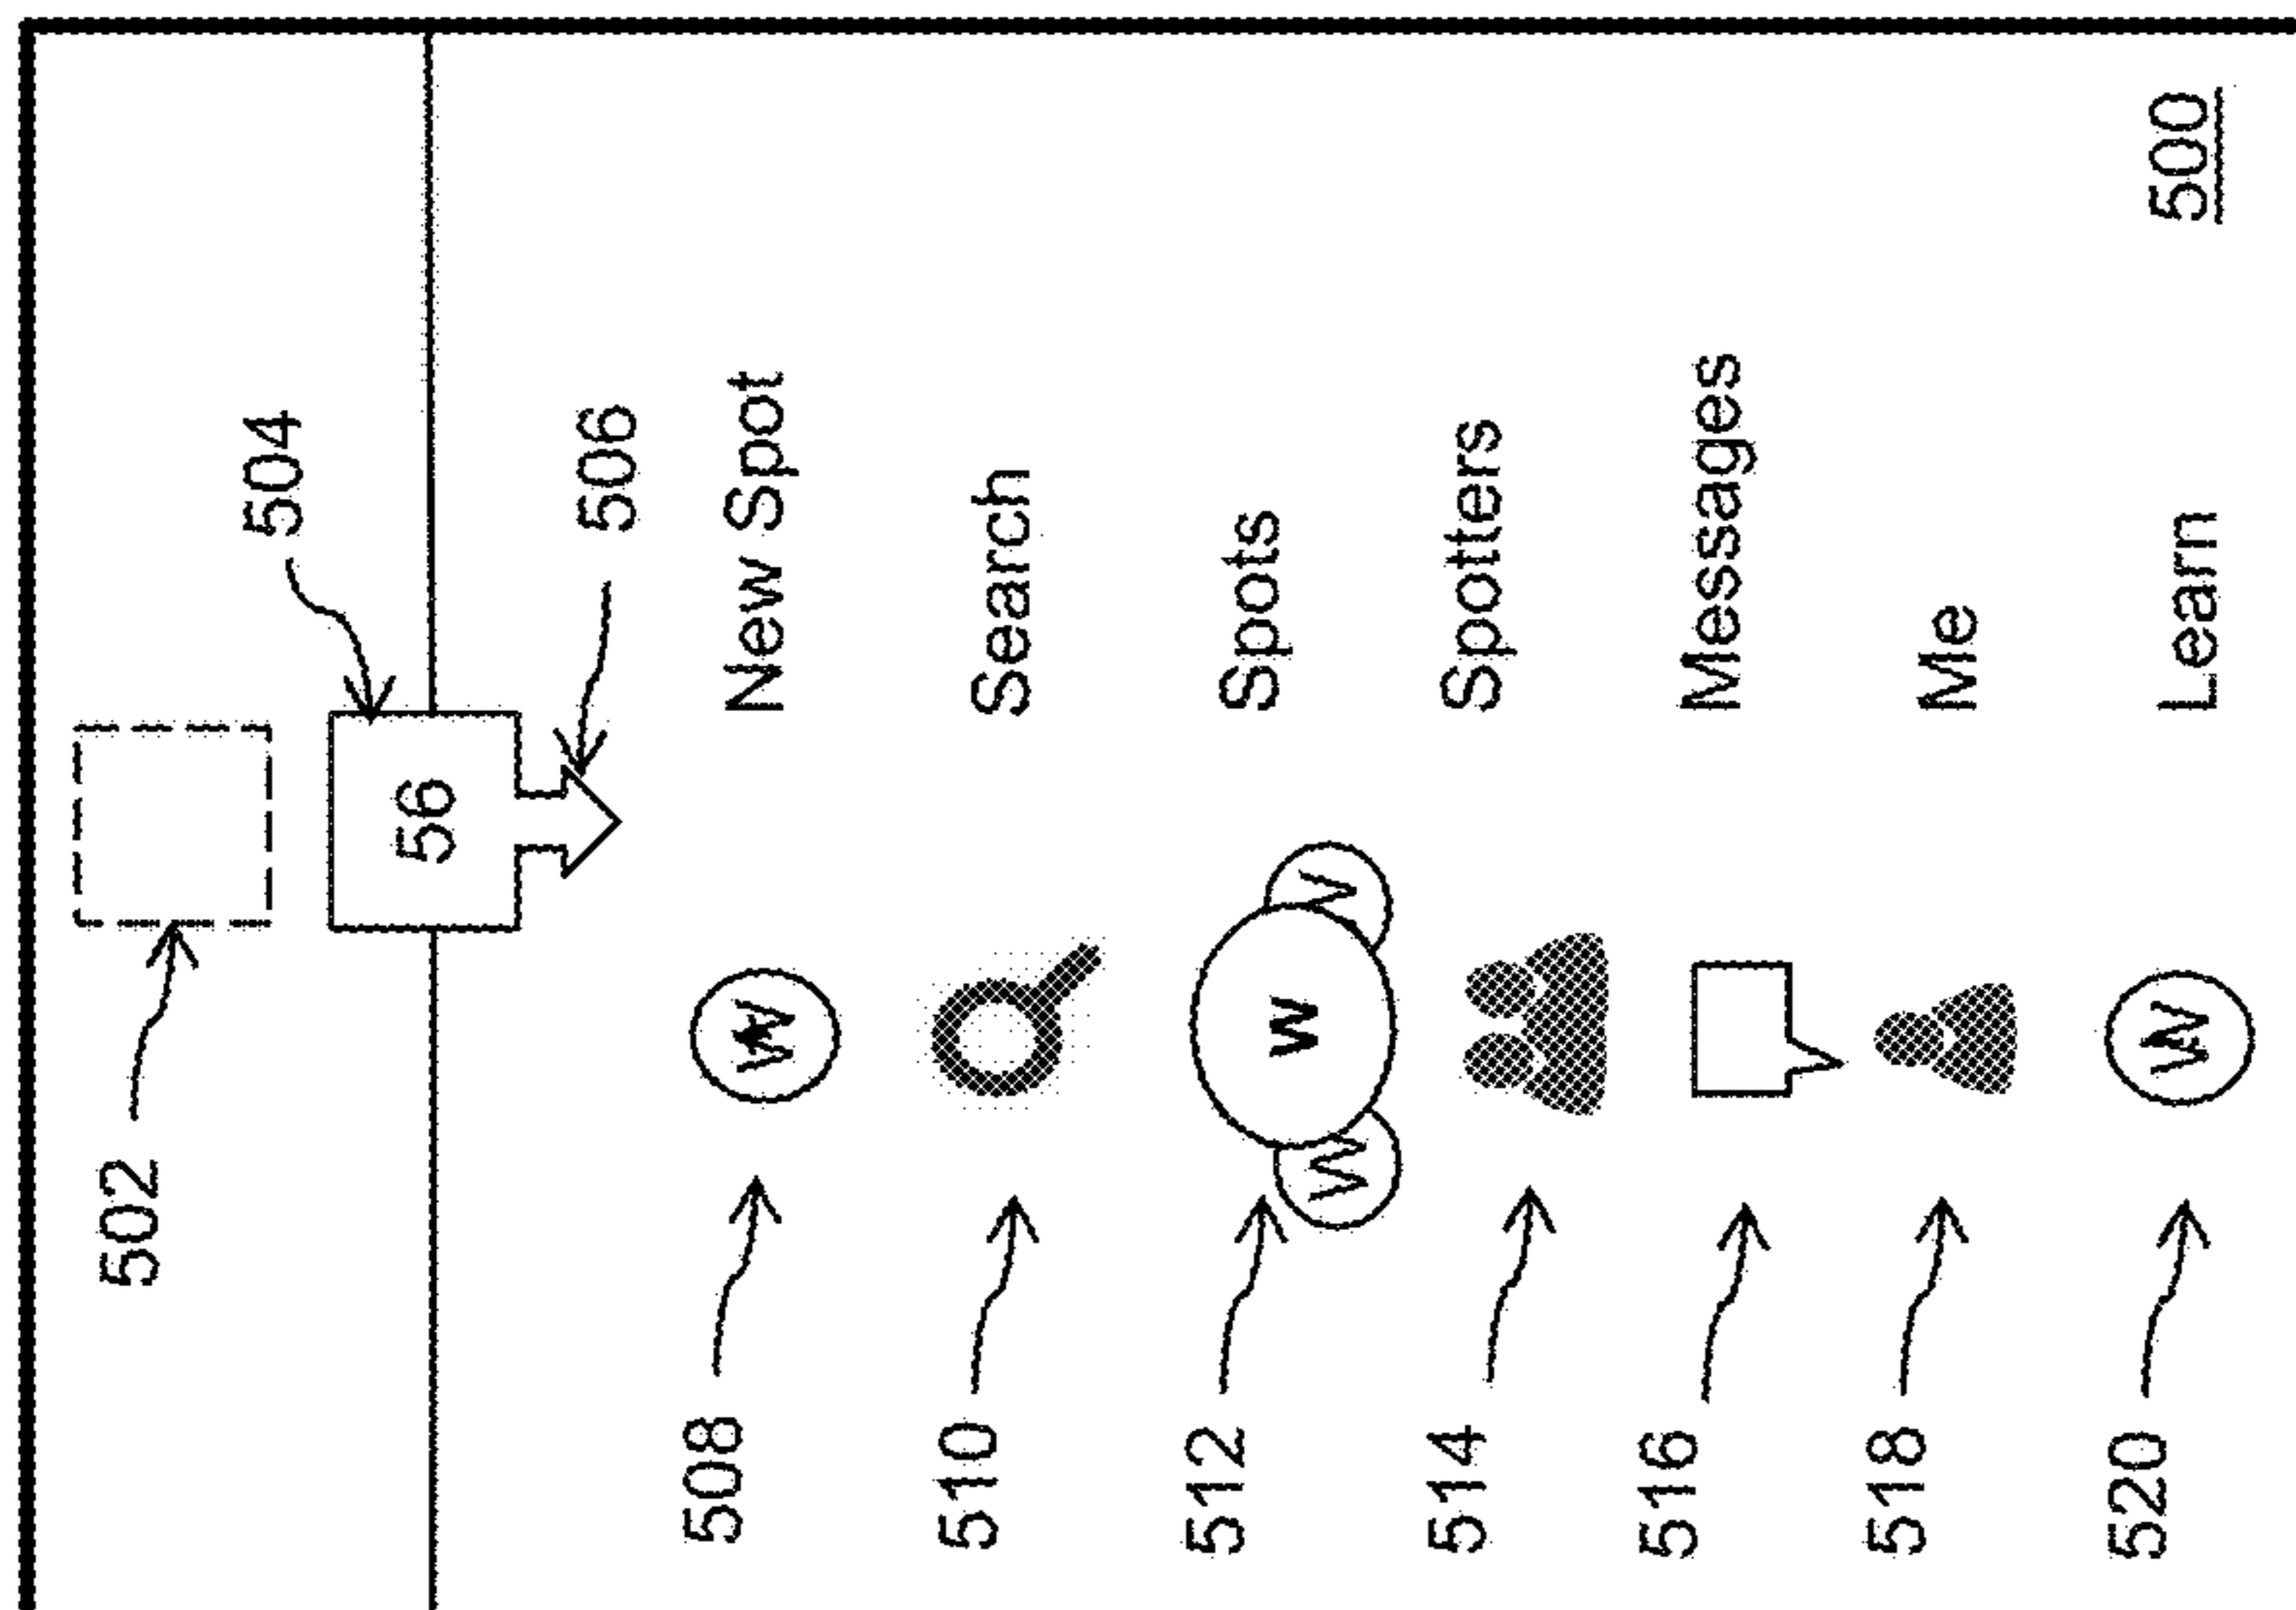 502
504
56
506
508 W New Spot
510 Search
512 W W W Spots
514 Spotters
516 Messages
518 Me
520 W Learn
500